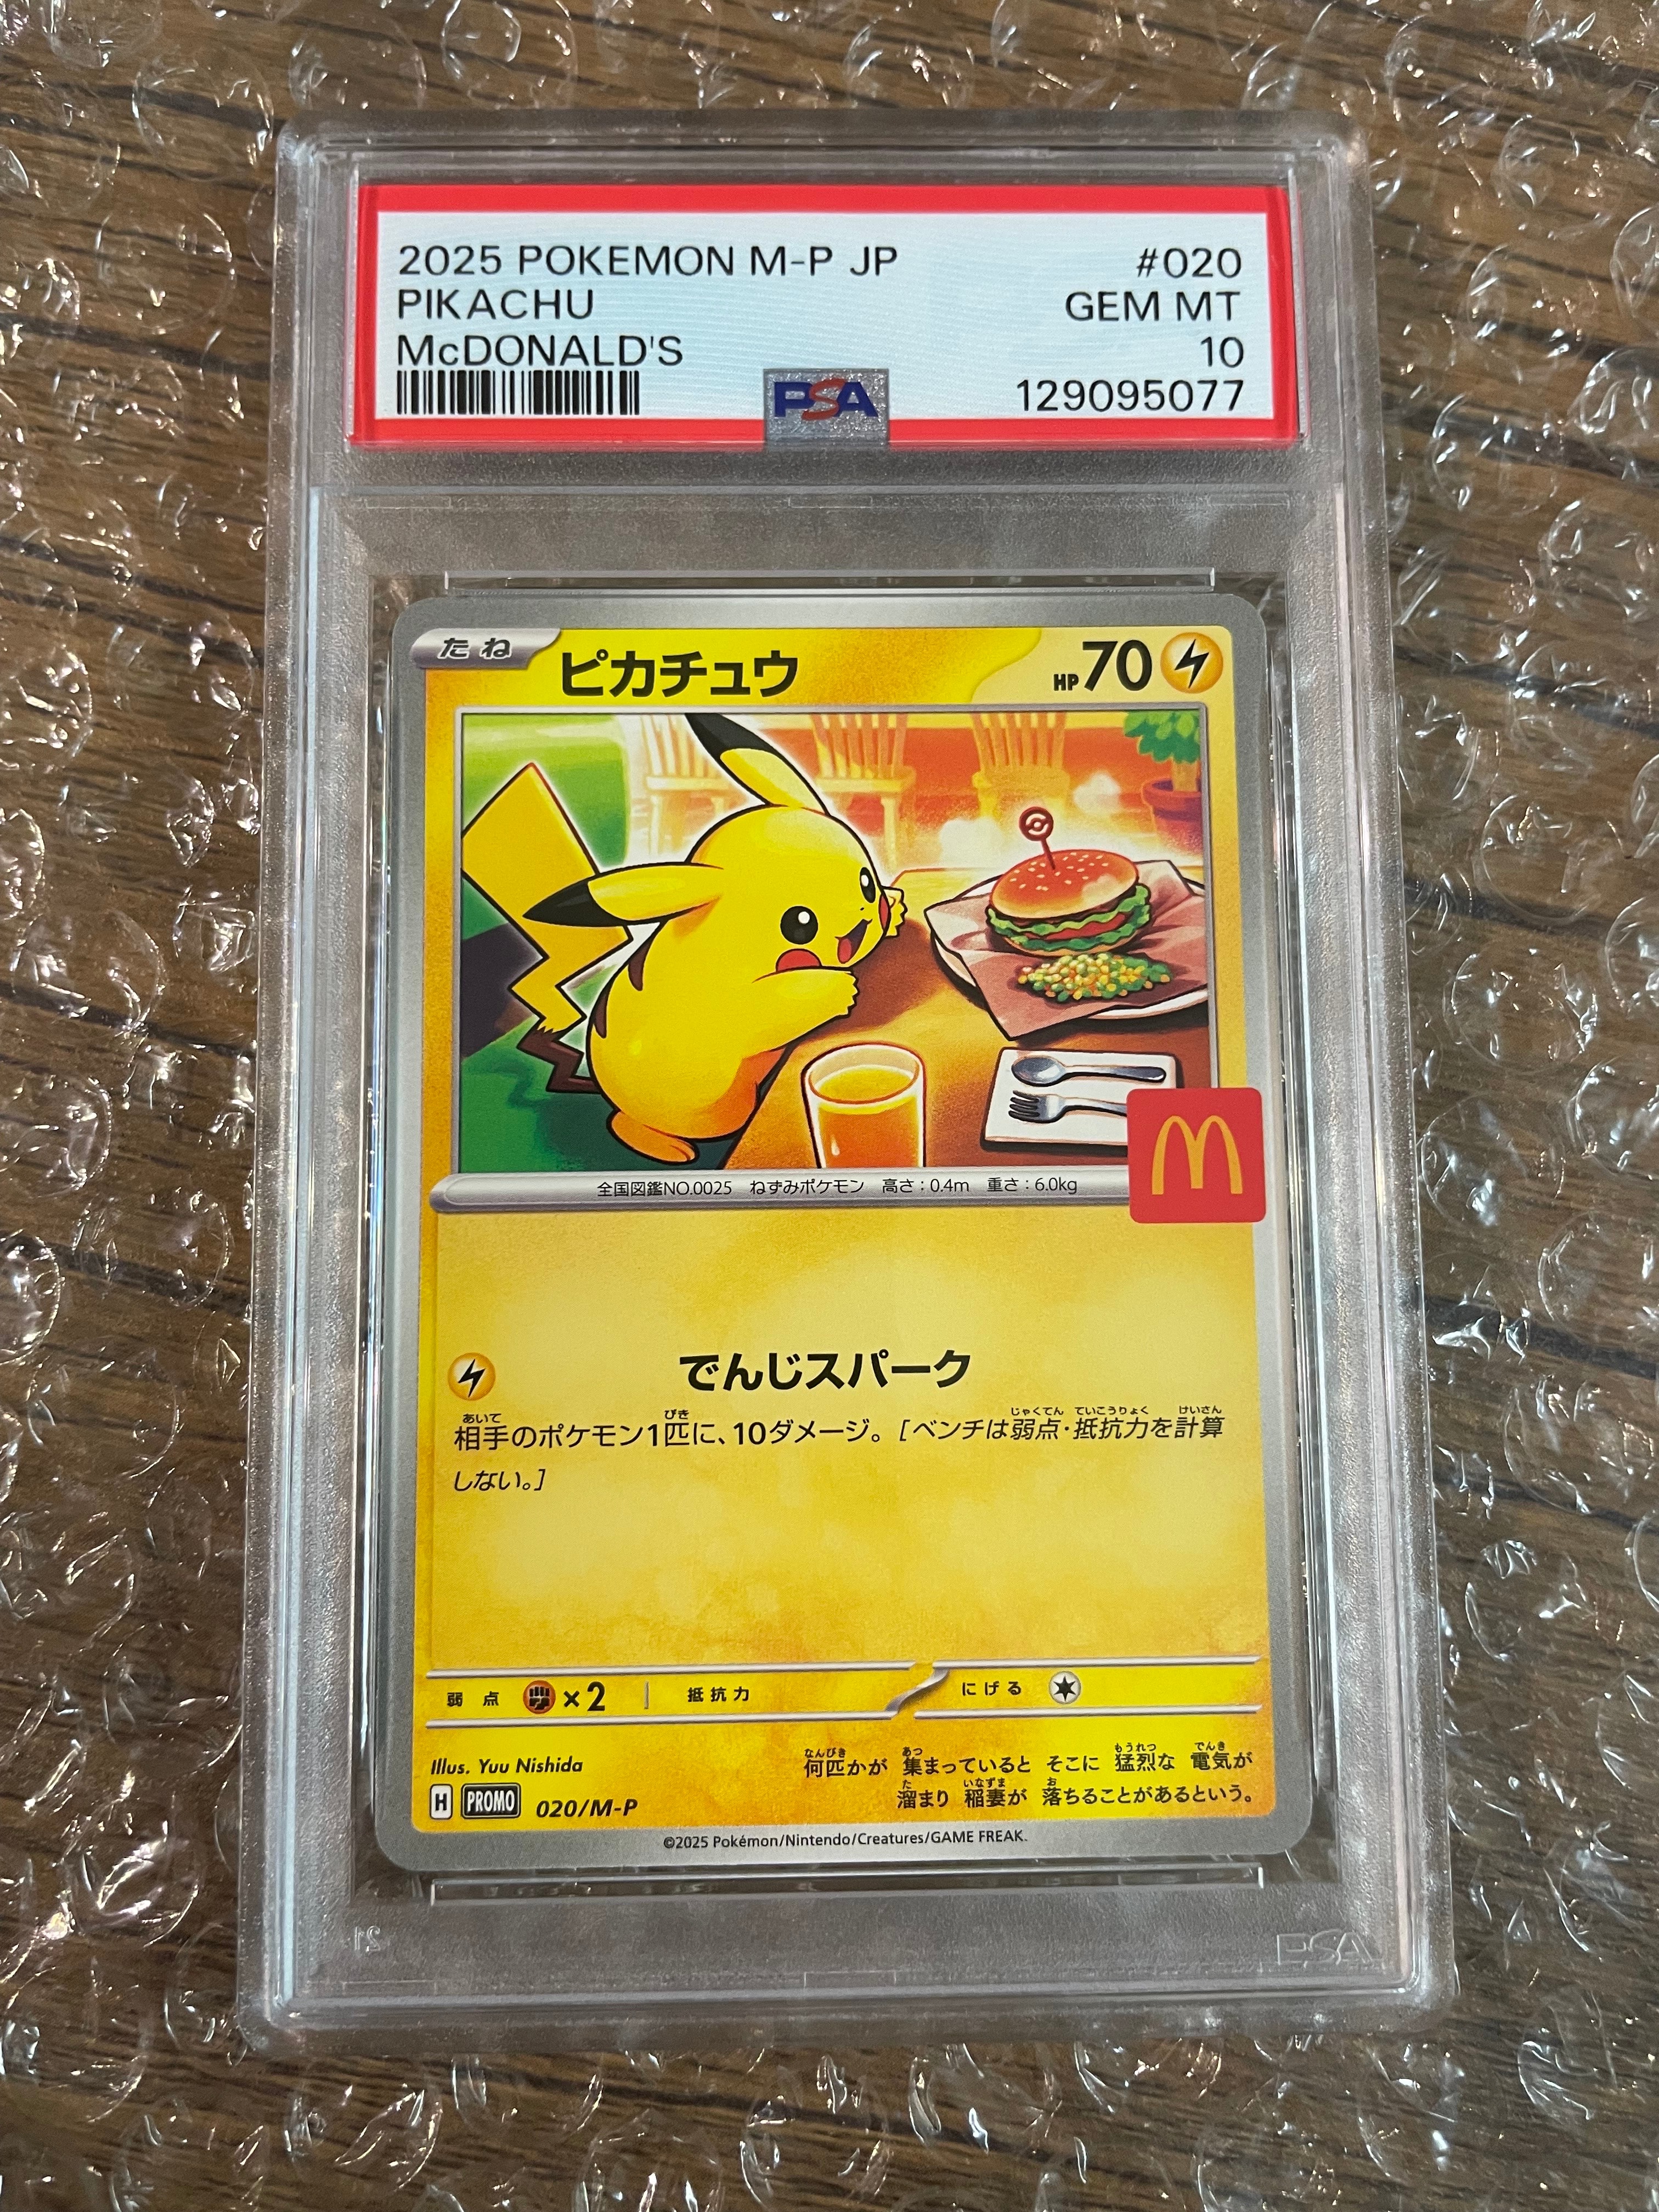 2025 POKEMON M-P JP #020
PIKACHU GEM MT
McDONALD'S 10
PSA 129095077
たね ピカチュウ HP70
M
全国図鑑NO.0025 ねずみポケモン 高さ:0.4m 重さ:6.0kg
でんじスパーク
相手のポケモン1匹に、10ダメージ。[ベンチは弱点・抵抗力を計算
しない。]
弱点 ×2 抵抗力 にげる
Illus. Yuu Nishida
H PROMO 020/M-P
何匹かが 集まっていると そこに 猛烈な 電気が
溜まり 稲妻が 落ちることがあるという。
©2025 Pokémon/Nintendo/Creatures/GAME FREAK.
21 PSA